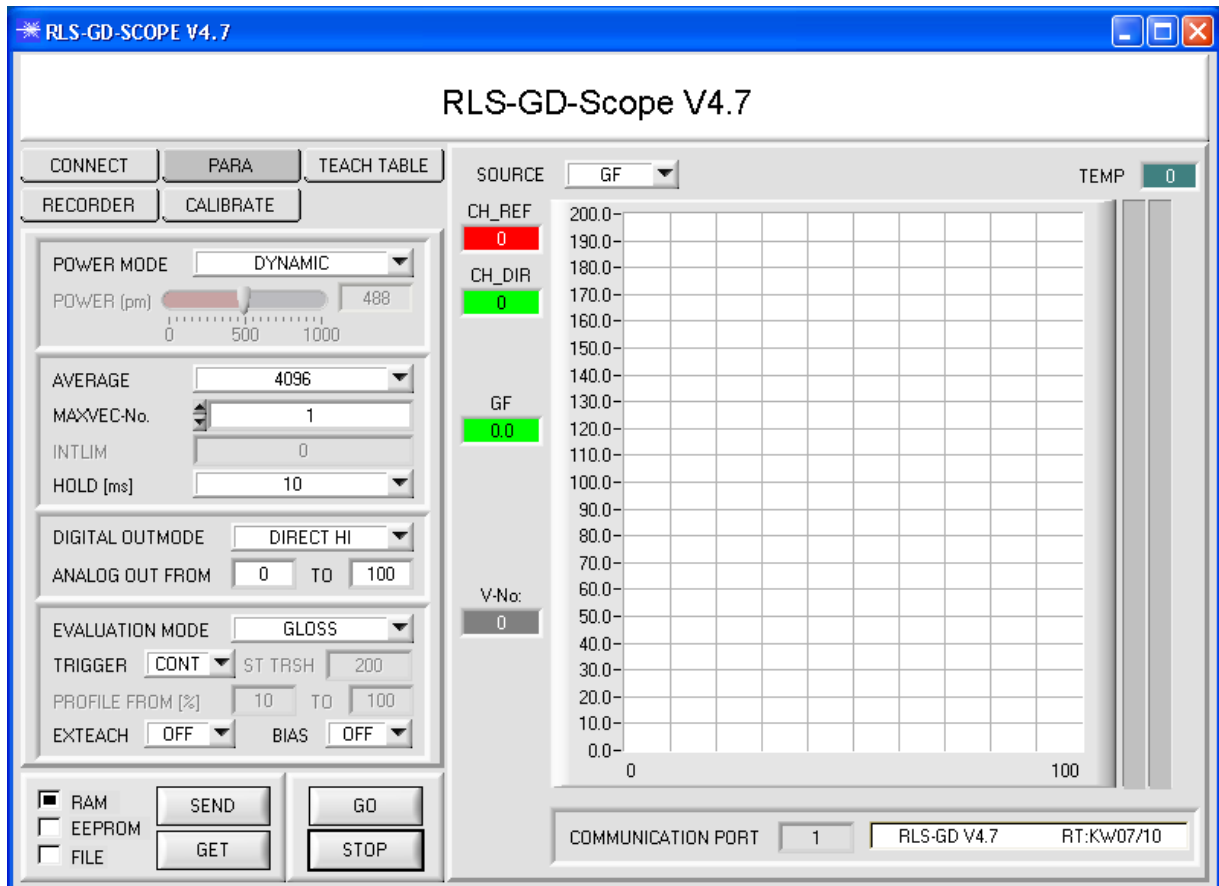 RLS-GD-SCOPE V4.7
RLS-GD-Scope V4.7
CONNECT PARA TEACH TABLE
RECORDER CALIBRATE
POWER MODE DYNAMIC
POWER (pm) 488
0 500 1000
AVERAGE 4096
MAXVEC-No. 1
INTLIM 0
HOLD [ms] 10
DIGITAL OUTMODE DIRECT HI
ANALOG OUT FROM 0 TO 100
EVALUATION MODE GLOSS
TRIGGER CONT ST TRSH 200
PROFILE FROM [%] 10 TO 100
EXTEACH OFF BIAS OFF
RAM
EEPROM
FILE
SEND
GET
GO
STOP
SOURCE GF
TEMP 0
CH_REF
0
CH_DIR
0
GF
0.0
V-No:
0
200.0
190.0
180.0
170.0
160.0
150.0
140.0
130.0
120.0
110.0
100.0
90.0
80.0
70.0
60.0
50.0
40.0
30.0
20.0
10.0
0.0
0 100
COMMUNICATION PORT 1 RLS-GD V4.7 RT:KW07/10